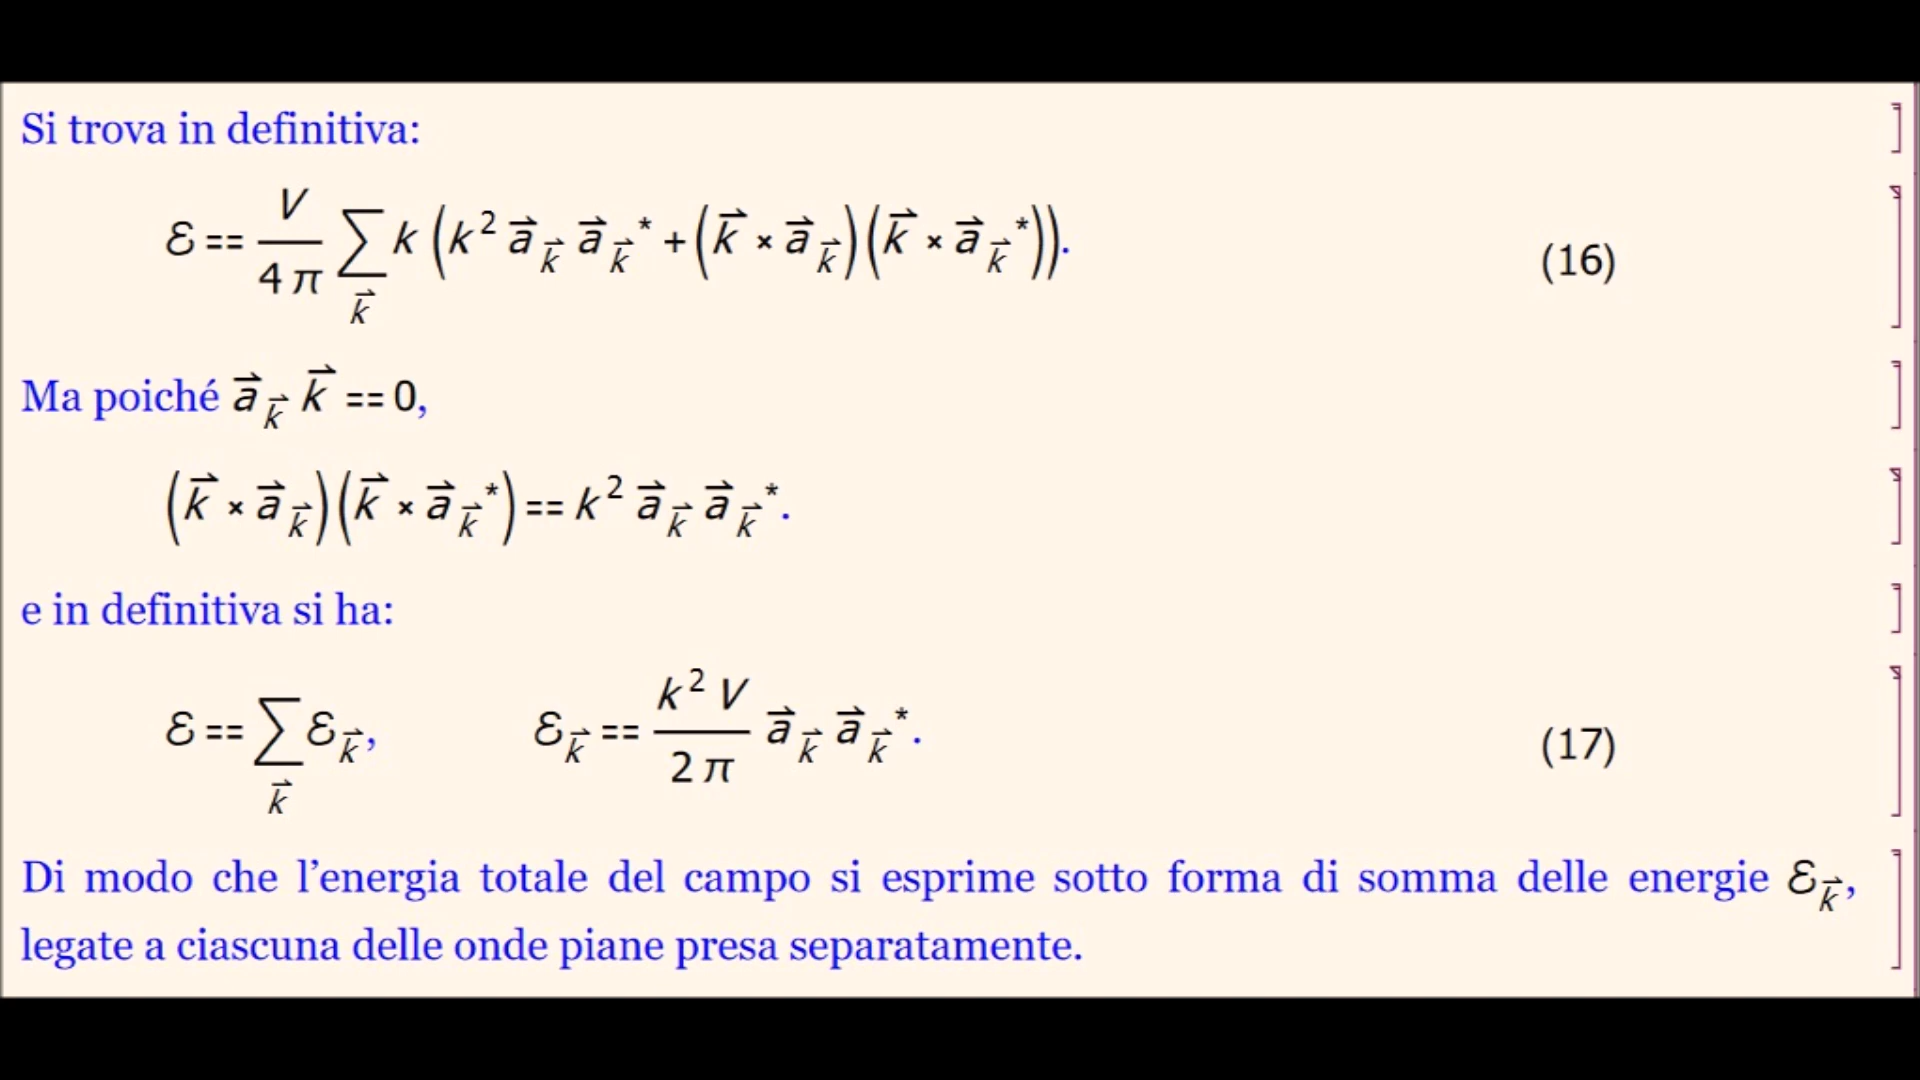 Si trova in definitiva:
ℰ == V / 4 π ∑_k⃗ k (k² a⃗_k⃗ a⃗_k⃗* + (k⃗ × a⃗_k⃗) (k⃗ × a⃗_k⃗*)). (16)
Ma poiché a⃗_k⃗ k⃗ == 0,
(k⃗ × a⃗_k⃗) (k⃗ × a⃗_k⃗*) == k² a⃗_k⃗ a⃗_k⃗*.
e in definitiva si ha:
ℰ == ∑_k⃗ ℰ_k⃗, ℰ_k⃗ == k² V / 2 π a⃗_k⃗ a⃗_k⃗*. (17)
Di modo che l’energia totale del campo si esprime sotto forma di somma delle energie ℰ_k⃗,
legate a ciascuna delle onde piane presa separatamente.